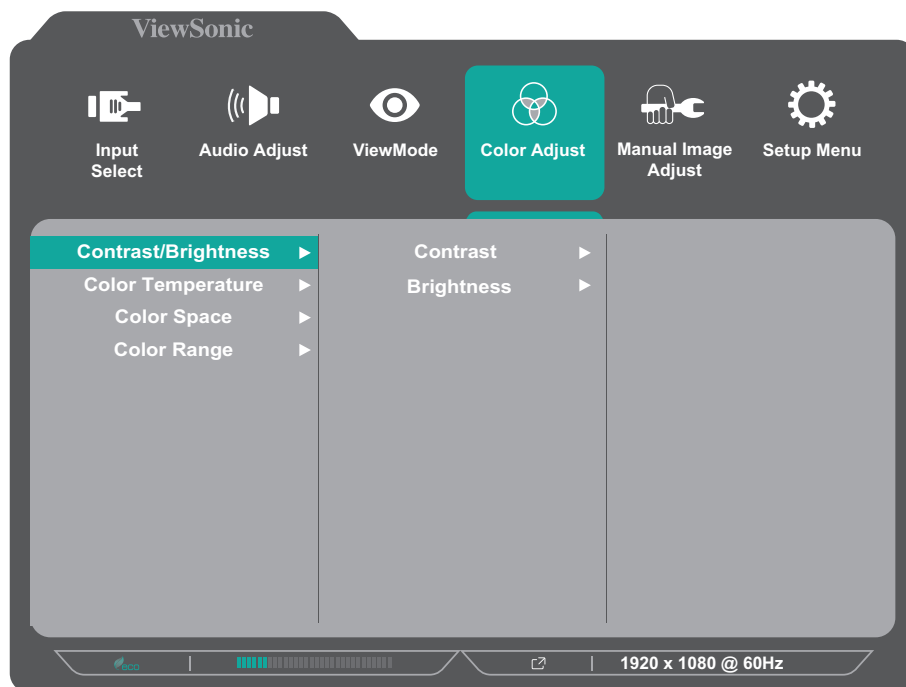 ViewSonic
Input
Select
Audio Adjust
ViewMode
Color Adjust
Manual Image
Adjust
Setup Menu
Contrast/Brightness
Color Temperature
Color Space
Color Range
Contrast
Brightness
eco
1920 x 1080 @ 60Hz